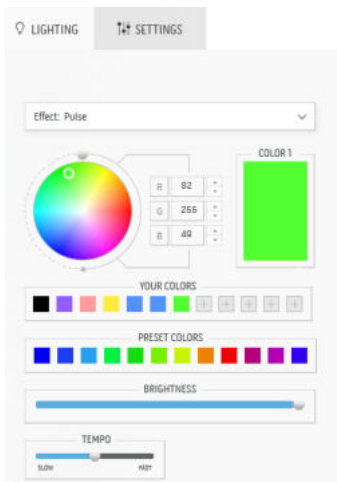 LIGHTING
SETTINGS
Effect: Pulse
COLOR 1
R 82
G 255
B 49
YOUR COLORS
PRESET COLORS
BRIGHTNESS
TEMPO
SLOW FAST